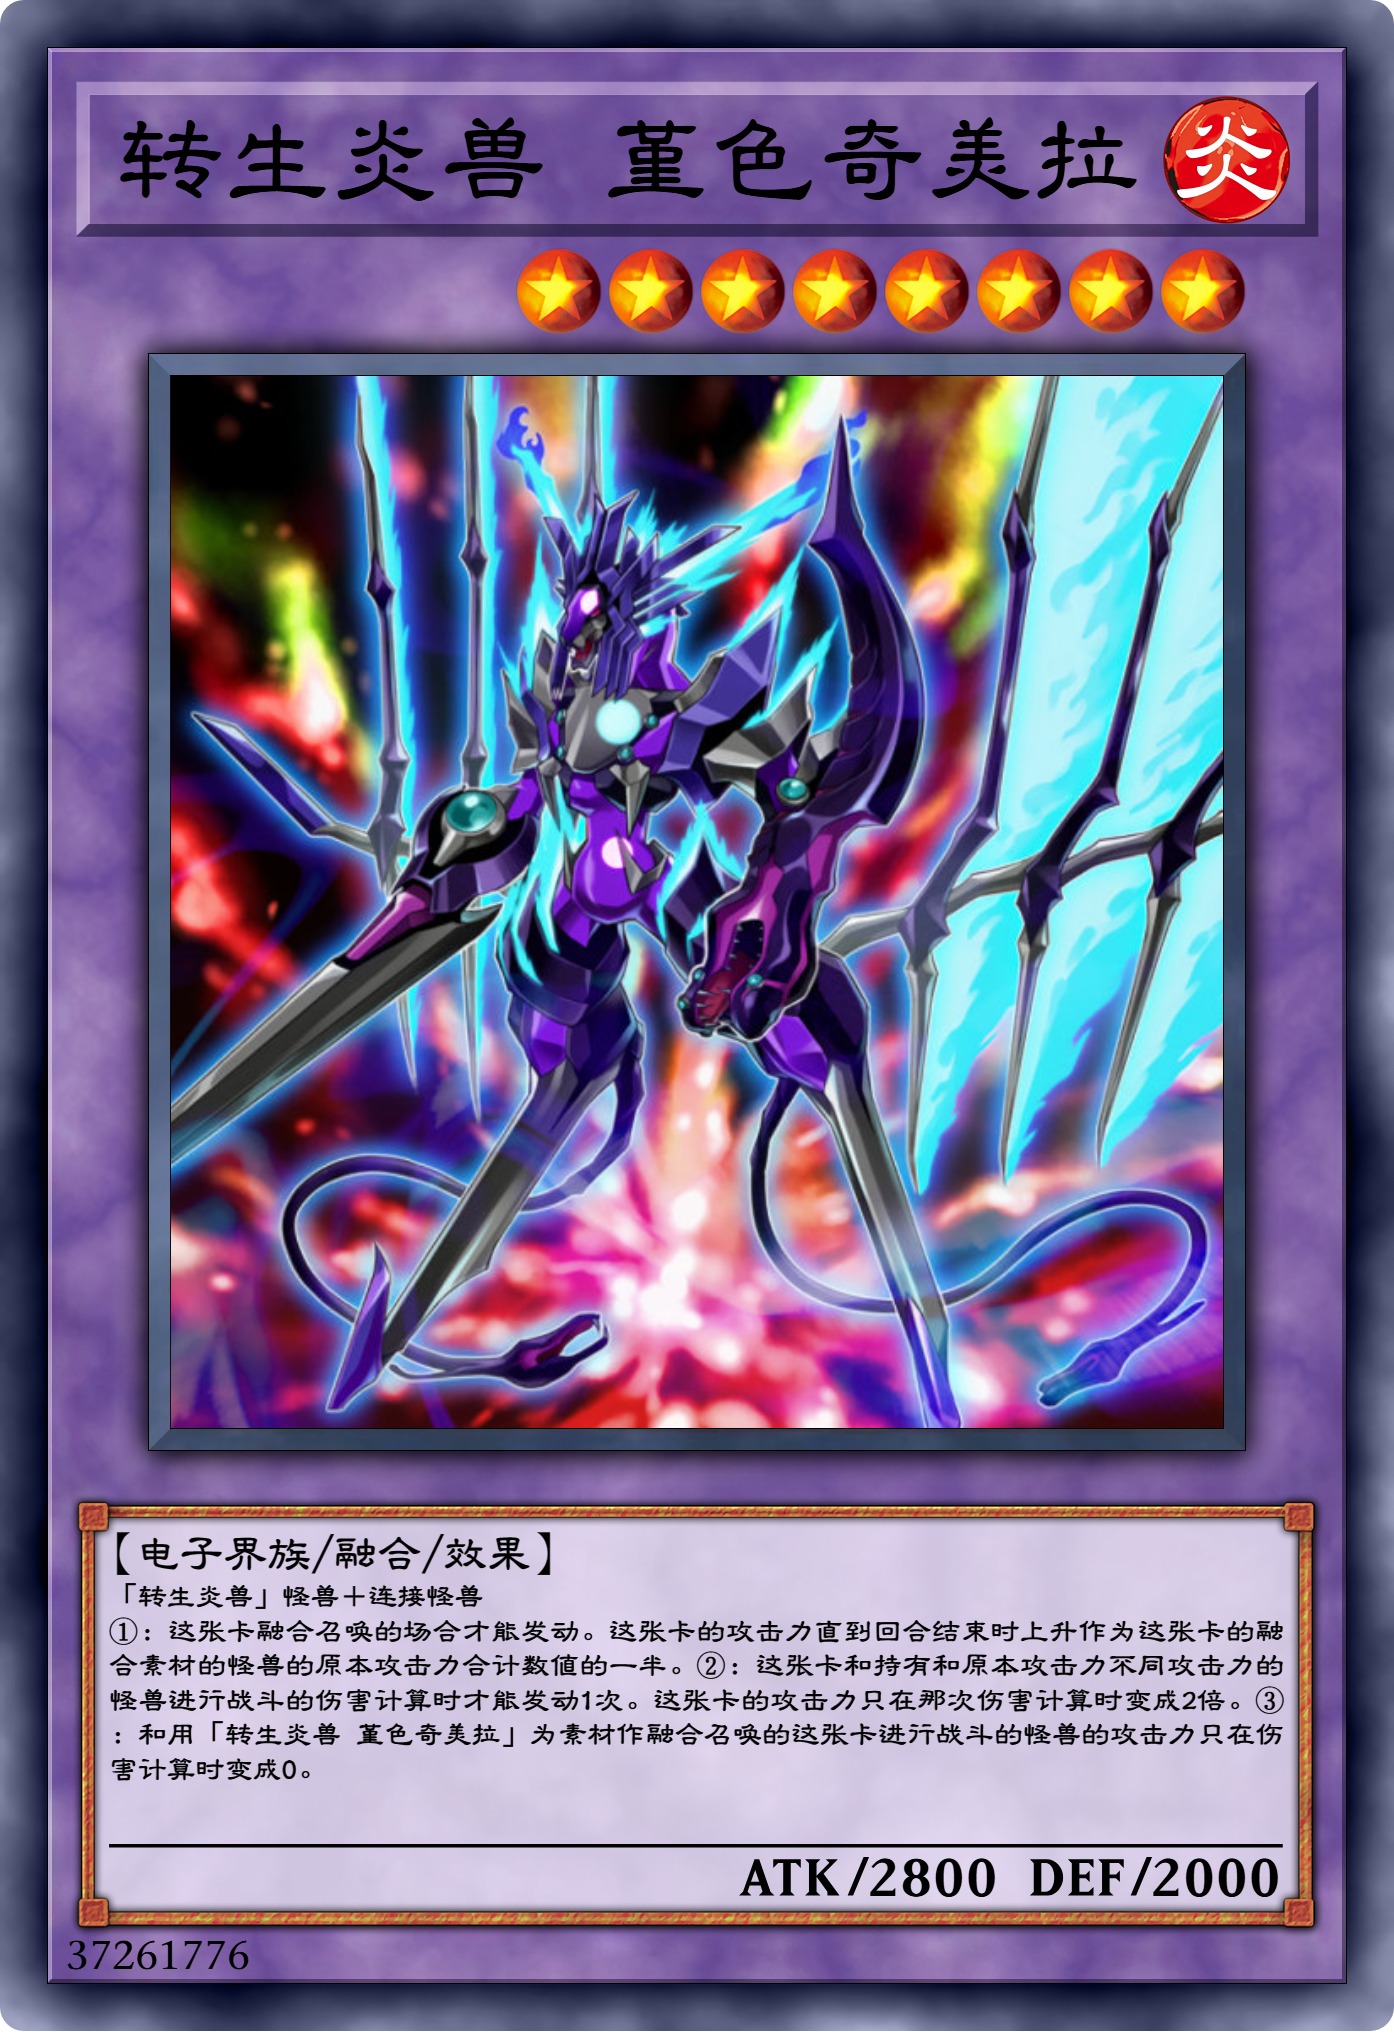 转生炎兽 堇色奇美拉 炎
【电子界族/融合/效果】
「转生炎兽」怪兽＋连接怪兽
①：这张卡融合召唤的场合才能发动。这张卡的攻击力直到回合结束时上升作为这张卡的融
合素材的怪兽的原本攻击力合计数值的一半。②：这张卡和持有和原本攻击力不同攻击力的
怪兽进行战斗的伤害计算时才能发动1次。这张卡的攻击力只在那次伤害计算时变成2倍。③
：和用「转生炎兽 堇色奇美拉」为素材作融合召唤的这张卡进行战斗的怪兽的攻击力只在伤
害计算时变成0。
ATK/2800 DEF/2000
37261776